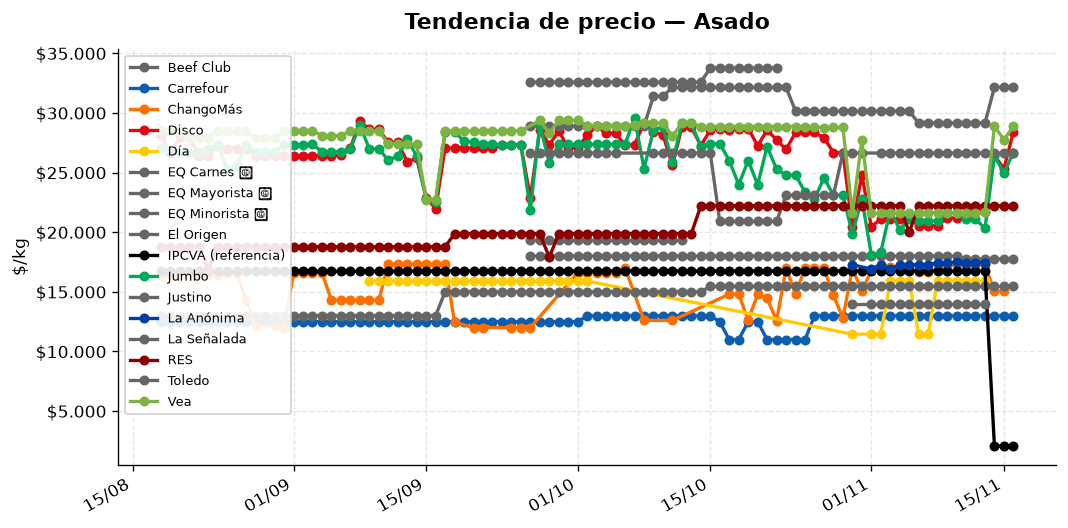 Tendencia de precio — Asado
$/kg
$35.000
$30.000
$25.000
$20.000
$15.000
$10.000
$5.000
Beef Club
Carrefour
ChangoMás
Disco
Día
EQ Carnes
EQ Mayorista
EQ Minorista
El Origen
IPCVA (referencia)
Jumbo
Justino
La Anónima
La Señalada
RES
Toledo
Vea
15/08
01/09
15/09
01/10
15/10
01/11
15/11